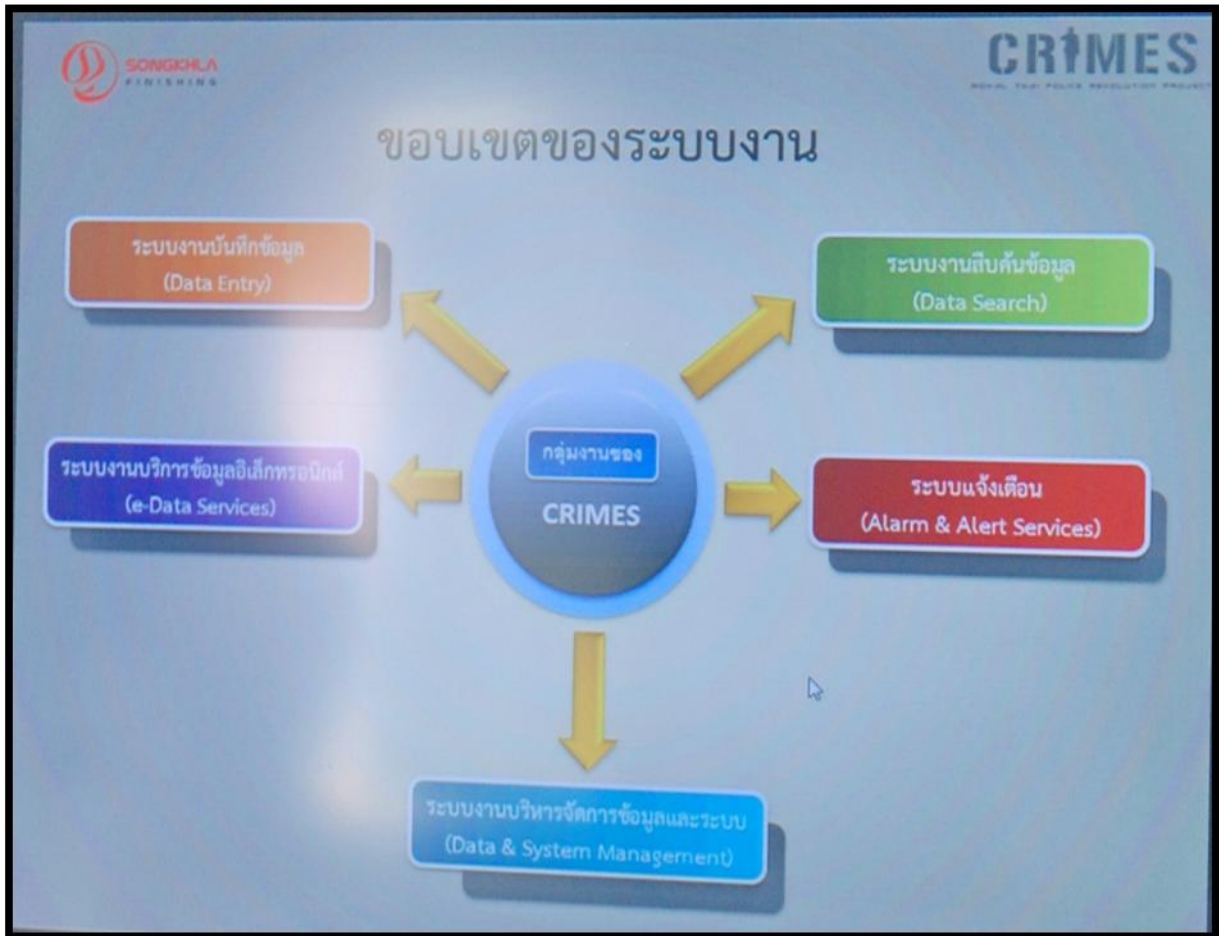 SONGKHLA
FINISHING
CRIMES
ROYAL THAI POLICE REVOLUTION PROJECT
ขอบเขตของระบบงาน
ระบบงานบันทึกข้อมูล
(Data Entry)
ระบบงานสืบค้นข้อมูล
(Data Search)
ระบบงานบริการข้อมูลอิเล็กทรอนิกส์
(e-Data Services)
กลุ่มงานของ
CRIMES
ระบบแจ้งเตือน
(Alarm & Alert Services)
ระบบงานบริหารจัดการข้อมูลและระบบ
(Data & System Management)